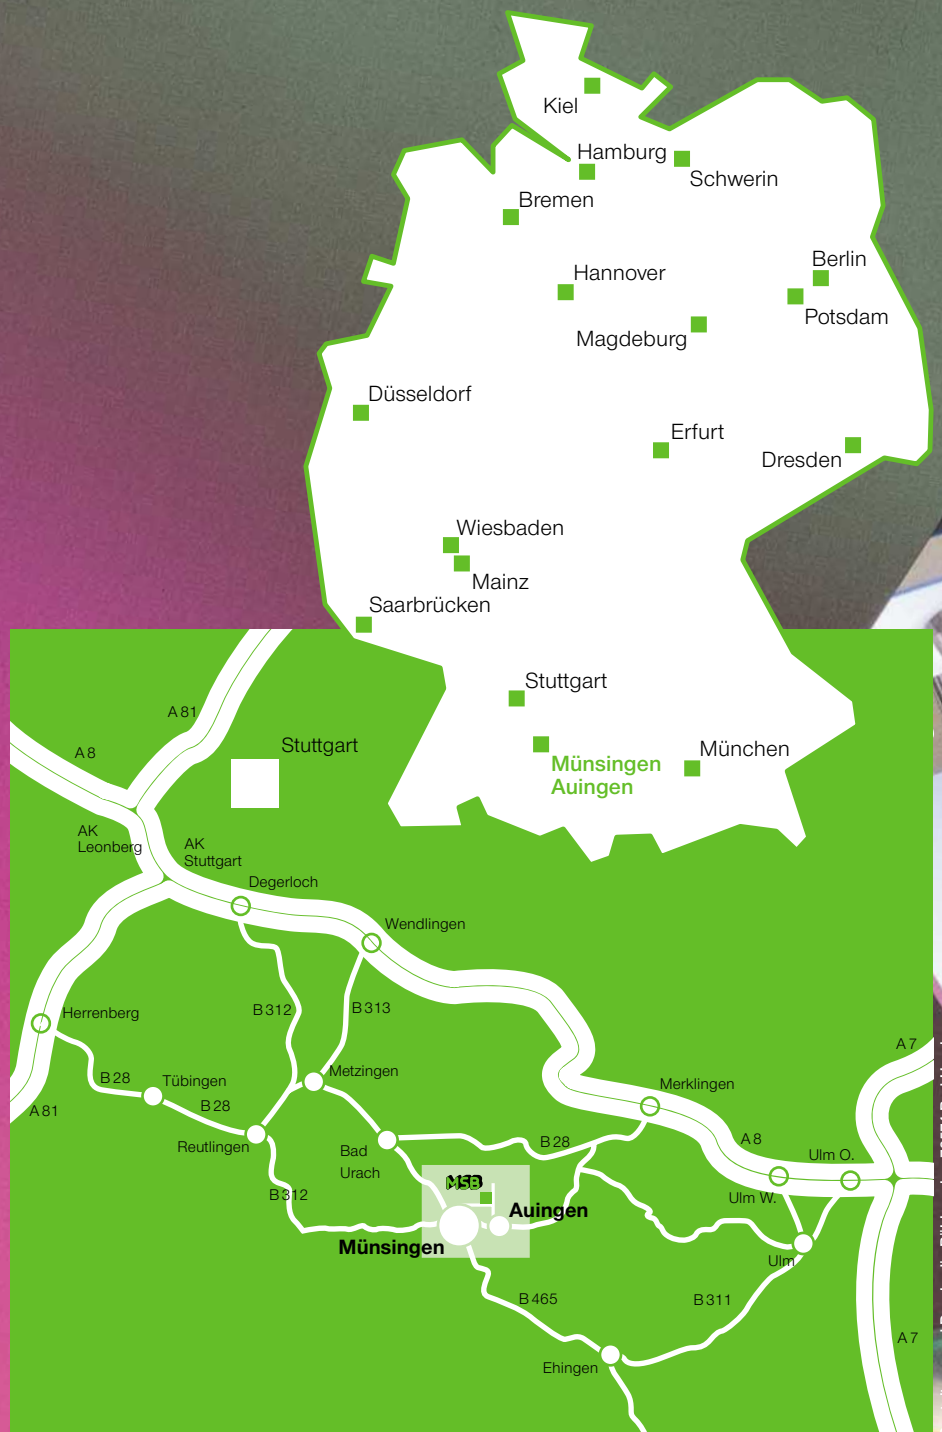 Kiel
Hamburg
Schwerin
Bremen
Berlin
Hannover
Potsdam
Magdeburg
Düsseldorf
Erfurt
Dresden
Wiesbaden
Mainz
Saarbrücken
Stuttgart
Münsingen
Auingen
München
A 81
A 8
Stuttgart
AK
Leonberg
AK
Stuttgart
Degerloch
Wendlingen
B 312
B 313
Herrenberg
A 7
Metzingen
B 28
Tübingen
Merklingen
B 28
A 81
Reutlingen
Bad
Urach
B 28
A 8
Ulm O.
MSB
B 312
Ulm W.
Auingen
Münsingen
Ulm
B 465
B 311
A 7
Ehingen